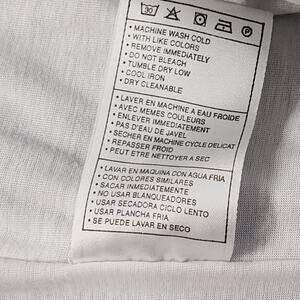 30
P
• MACHINE WASH COLD
• WITH LIKE COLORS
• REMOVE IMMEDIATELY
• DO NOT BLEACH
• TUMBLE DRY LOW
• COOL IRON
• DRY CLEANABLE
• LAVER EN MACHINE A EAU FROIDE
• AVEC MEMES COULEURS
• ENLEVER IMMEDIATEMENT
• PAS D'EAU DE JAVEL
• SECHER EN MACHINE CYCLE DELICAT
• REPASSER FROID
• PEUT ETRE NETTOYER A SEC
• LAVAR EN MAQUINA CON AGUA FRIA
• CON COLORES SIMILARES
• SACAR INMEDIATEMENTE
• NO USAR BLANQUEADORES
• USAR SECADORA CICLO LENTO
• USAR PLANCHA FRIA
• SE PUEDE LAVAR EN SECO